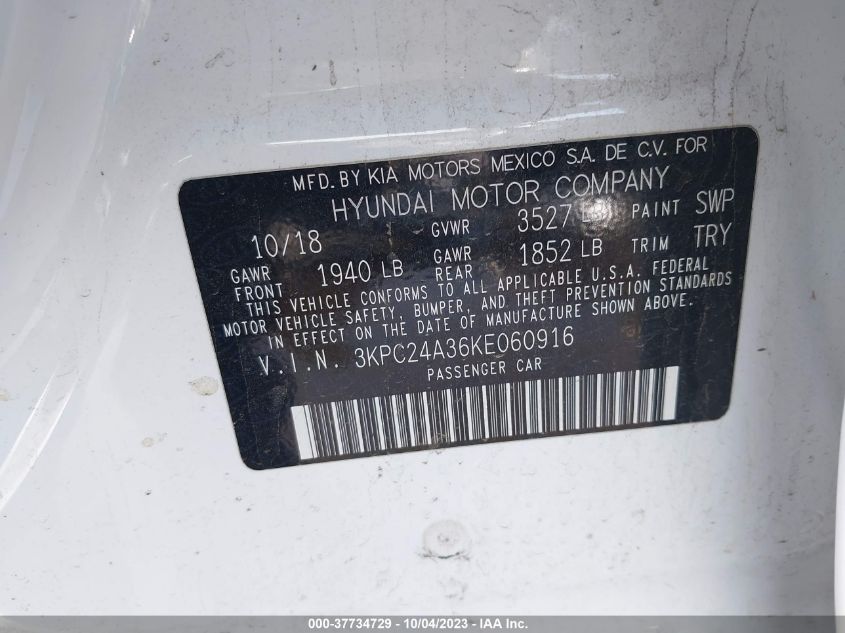 MFD. BY KIA MOTORS MEXICO S.A. DE C.V. FOR
HYUNDAI MOTOR COMPANY
10/18 GVWR 3527 LB PAINT SWP
GAWR FRONT 1940 LB GAWR REAR 1852 LB TRIM TRY
THIS VEHICLE CONFORMS TO ALL APPLICABLE U.S.A. FEDERAL
MOTOR VEHICLE SAFETY, BUMPER, AND THEFT PREVENTION STANDARDS
IN EFFECT ON THE DATE OF MANUFACTURE SHOWN ABOVE.
V.I.N. 3KPC24A36KE060916
PASSENGER CAR
000-37734729 - 10/04/2023 - IAA Inc.